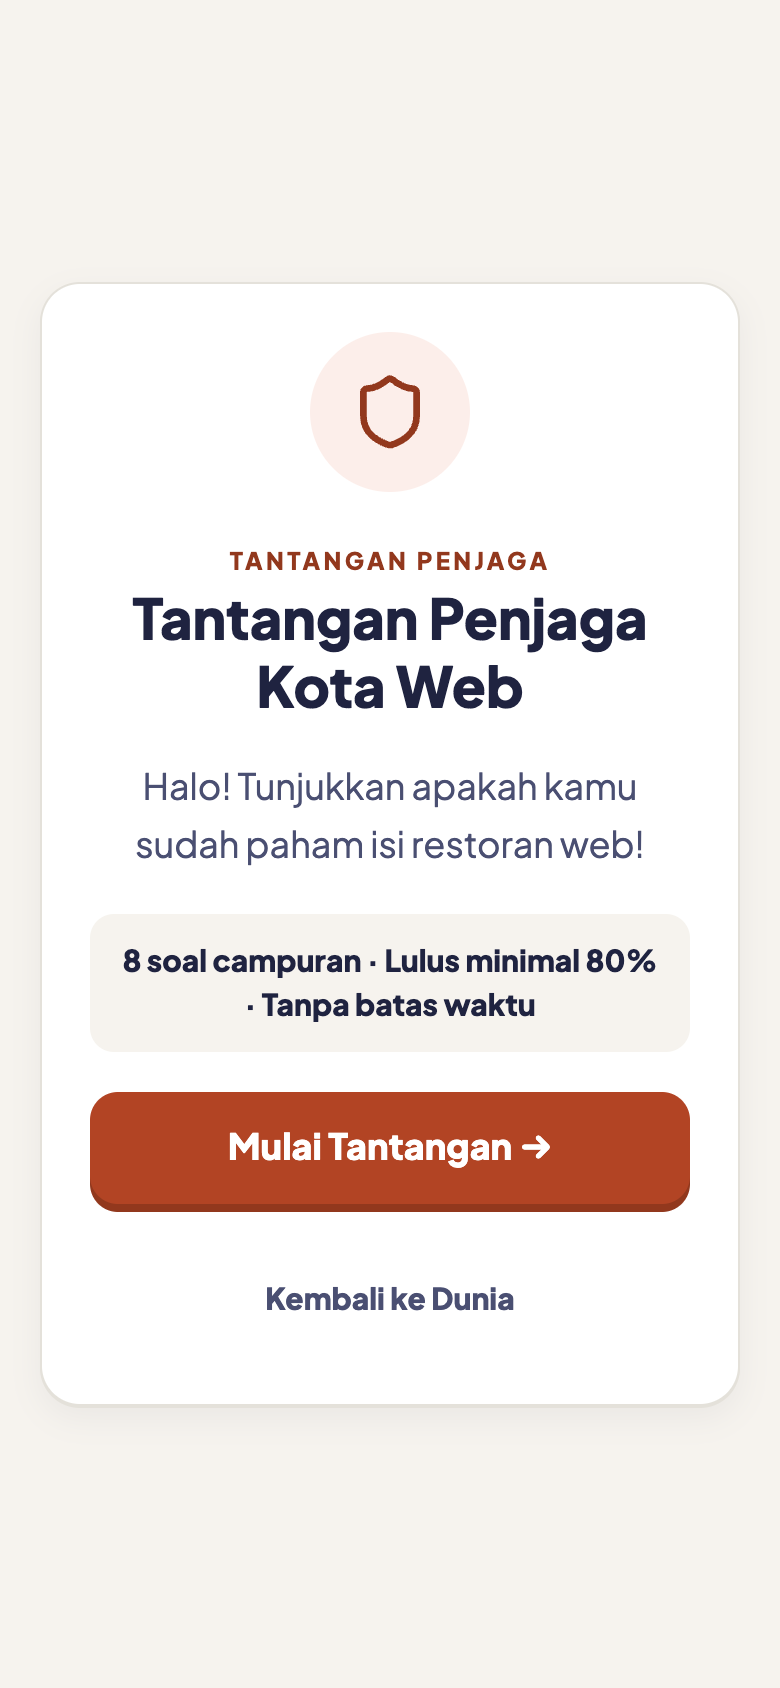 TANTANGAN PENJAGA
Tantangan Penjaga
Kota Web
Halo! Tunjukkan apakah kamu
sudah paham isi restoran web!
8 soal campuran · Lulus minimal 80%
· Tanpa batas waktu
Mulai Tantangan →
Kembali ke Dunia